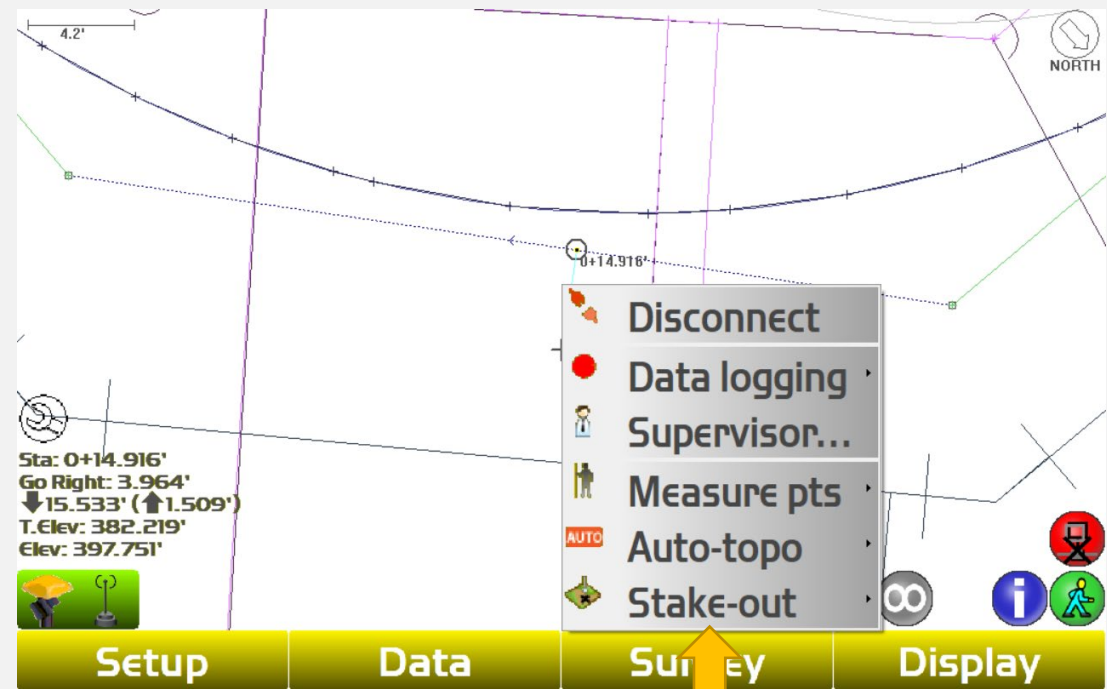 4.2'
NORTH
0+14.916'
Disconnect
Data logging
Supervisor...
Measure pts
AUTO Auto-topo
Stake-out
Sta: 0+14.916'
Go Right: 3.964'
⬇15.533' (⬆1.509')
T.Elev: 382.219'
Elev: 397.751'
Setup Data Survey Display